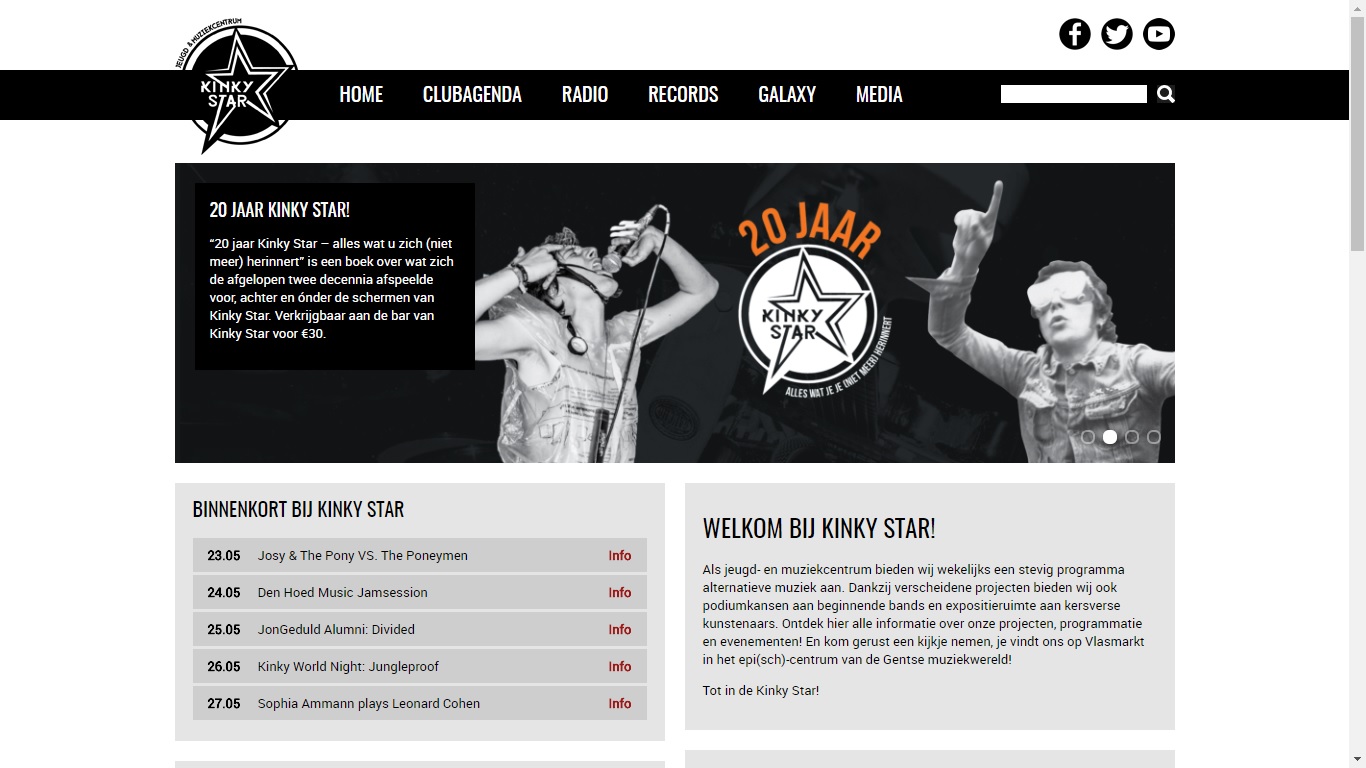 JEUGD & MUZIEKCENTRUM
KINKY
STAR
HOME CLUBAGENDA RADIO RECORDS GALAXY MEDIA
20 JAAR KINKY STAR!
“20 jaar Kinky Star – alles wat u zich (niet
meer) herinnert” is een boek over wat zich
de afgelopen twee decennia afspeelde
voor, achter en ónder de schermen van
Kinky Star. Verkrijgbaar aan de bar van
Kinky Star voor €30.
20 JAAR
KINKY
STAR
ALLES WAT JE JE (NIET MEER) HERINNERT
BINNENKORT BIJ KINKY STAR
23.05 Josy & The Pony VS. The Poneymen Info
24.05 Den Hoed Music Jamsession Info
25.05 JonGeduld Alumni: Divided Info
26.05 Kinky World Night: Jungleproof Info
27.05 Sophia Ammann plays Leonard Cohen Info
WELKOM BIJ KINKY STAR!
Als jeugd- en muziekcentrum bieden wij wekelijks een stevig programma
alternatieve muziek aan. Dankzij verscheidene projecten bieden wij ook
podiumkansen aan beginnende bands en expositieruimte aan kersverse
kunstenaars. Ontdek hier alle informatie over onze projecten, programmatie
en evenementen! En kom gerust een kijkje nemen, je vindt ons op Vlasmarkt
in het epi(sch)-centrum van de Gentse muziekwereld!
Tot in de Kinky Star!